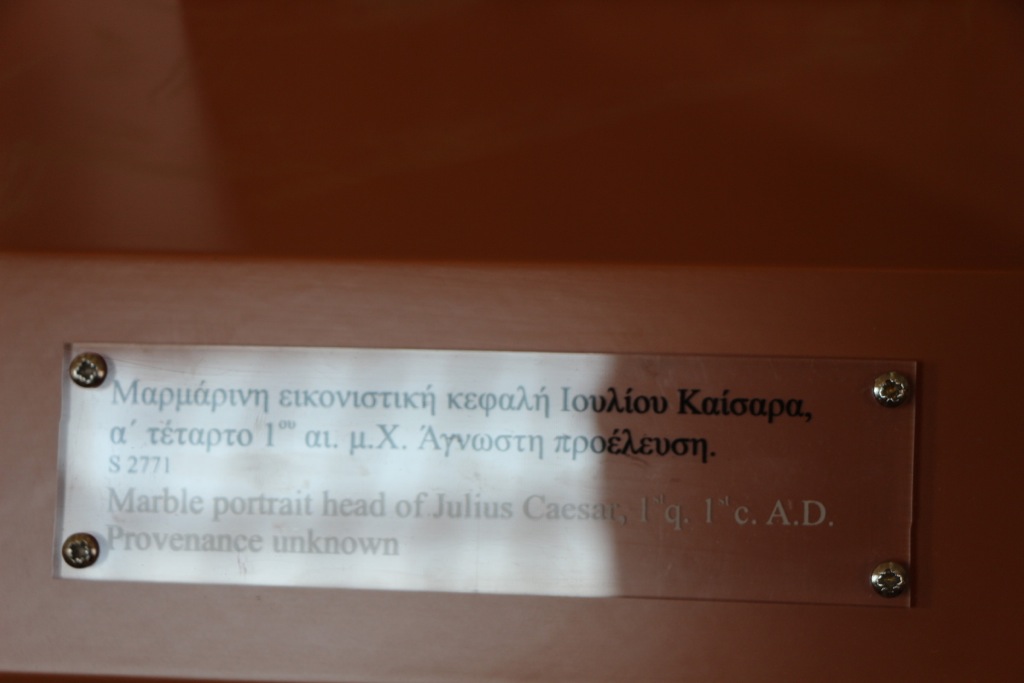 Μαρμάρινη εικονιστική κεφαλή Ιουλίου Καίσαρα,
α΄ τέταρτο 1ου αι. μ.Χ. Άγνωστη προέλευση.
S 2771
Marble portrait head of Julius Caesar, 1st q. 1st c. A.D.
Provenance unknown